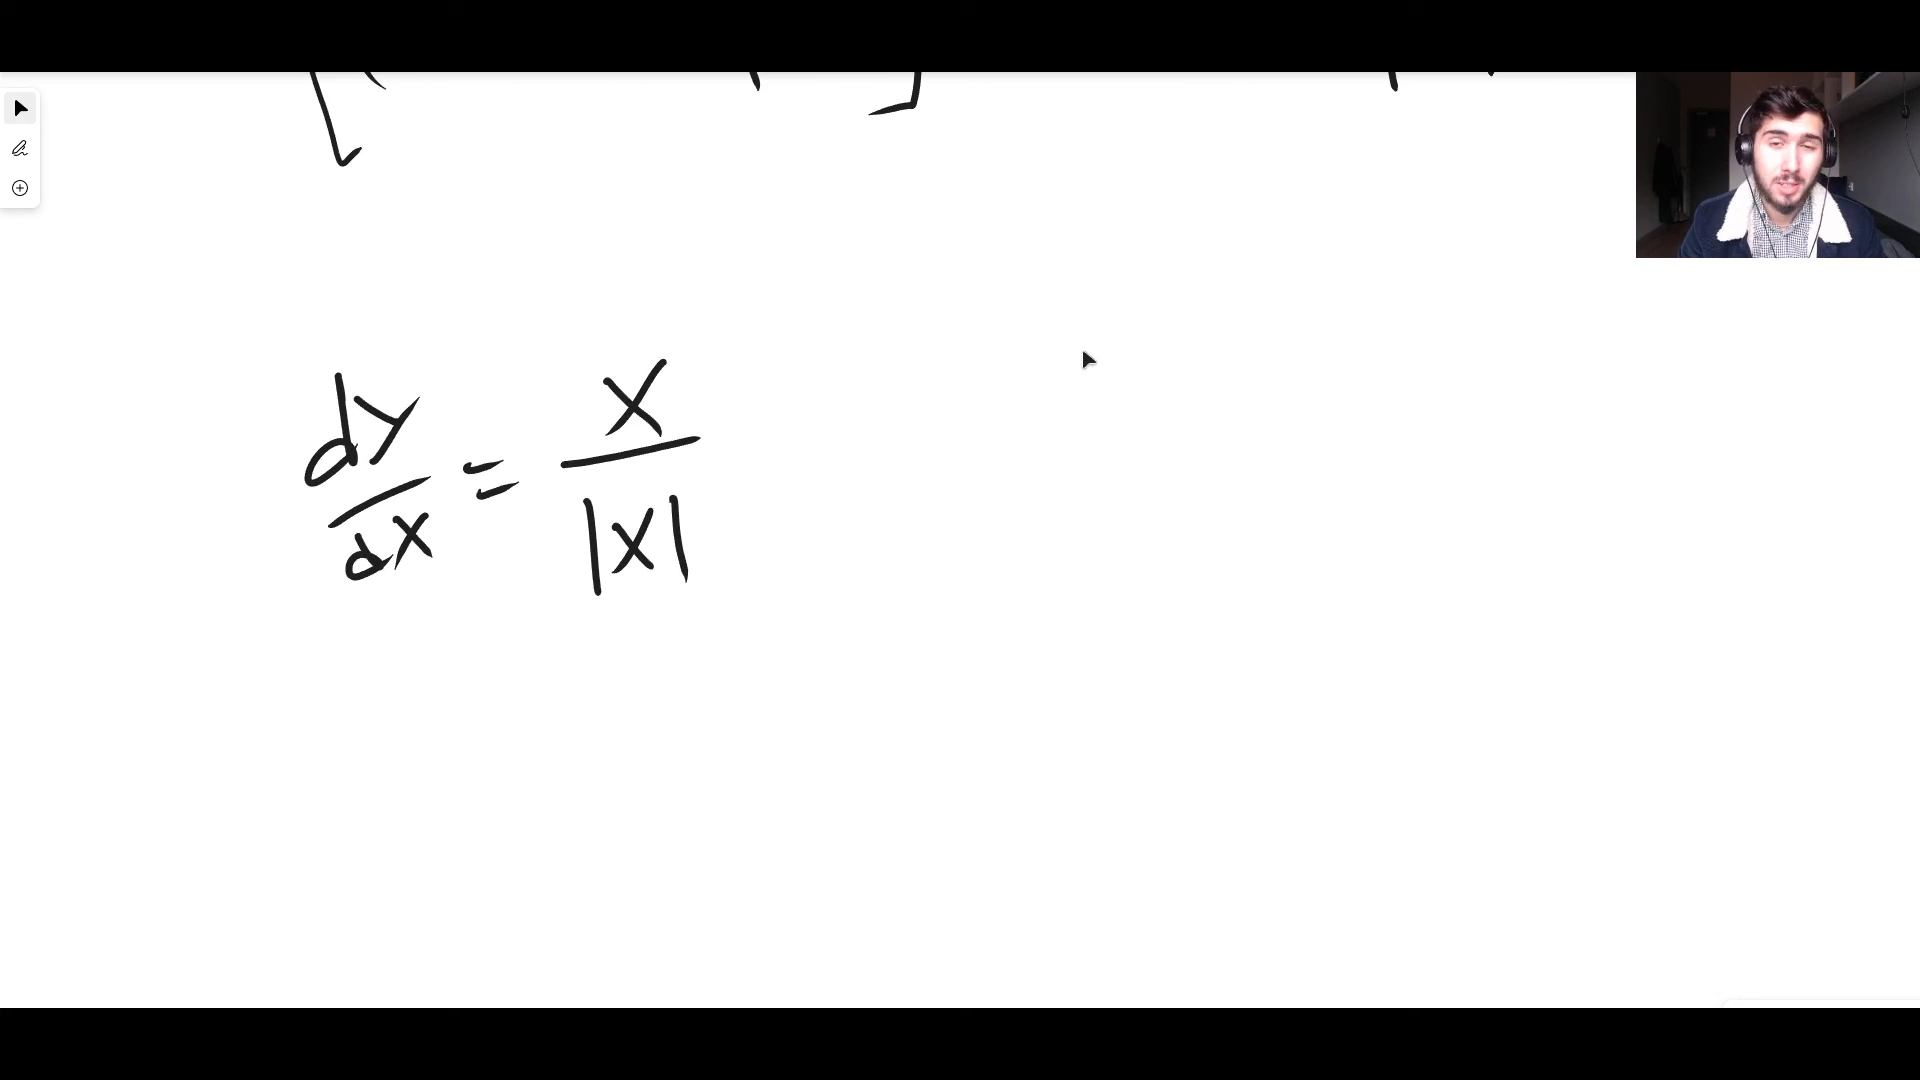 dy/dx = x/|x|